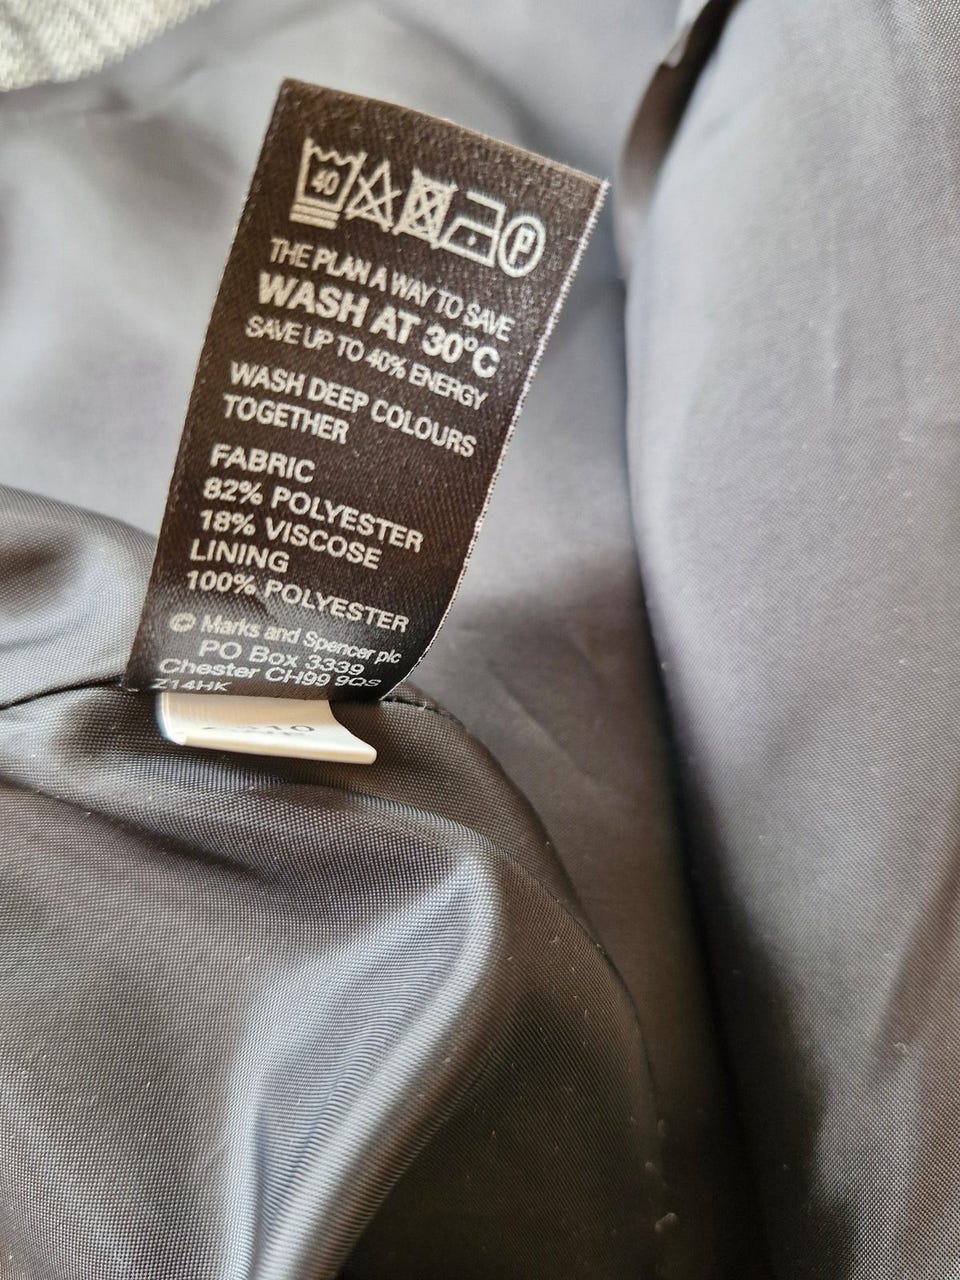 40 P
THE PLAN A WAY TO SAVE
WASH AT 30°C
SAVE UP TO 40% ENERGY
WASH DEEP COLOURS
TOGETHER
FABRIC
82% POLYESTER
18% VISCOSE
LINING
100% POLYESTER
© Marks and Spencer plc
PO Box 3339
Chester CH99 9QS
Z14HK